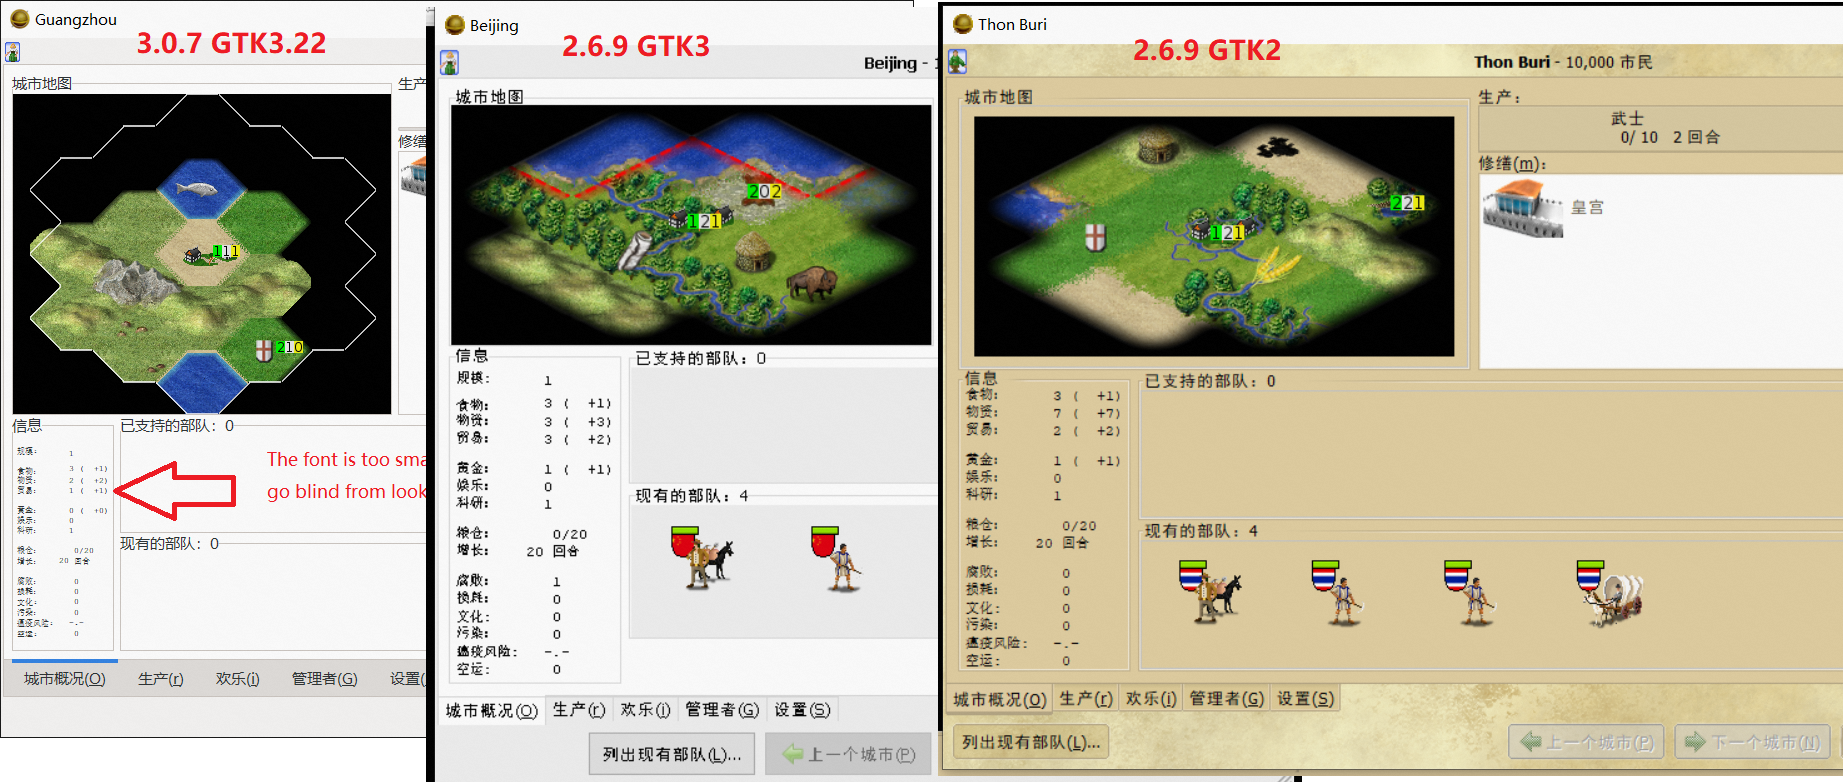 Guangzhou
3.0.7 GTK3.22
城市地图
生产
修缮
111
210
信息
规模: 1
食物: 3 ( +1)
物资: 2 ( +2)
贸易: 1 ( +1)
黄金: 0 ( +0)
娱乐: 0
科研: 1
粮仓: 0/20
增长: 20 回合
腐败: 0
损耗: 0
文化: 0
污染: 0
瘟疫风险: -.-
空运: 0
已支持的部队: 0
The font is too sma
go blind from look
现有的部队: 0
城市概况(O) 生产(r) 欢乐(i) 管理者(G) 设置(
Beijing
2.6.9 GTK3
Beijing -
城市地图
202
121
信息
规模: 1
食物: 3 ( +1)
物资: 3 ( +3)
贸易: 3 ( +2)
黄金: 1 ( +1)
娱乐: 0
科研: 1
粮仓: 0/20
增长: 20 回合
腐败: 1
损耗: 0
文化: 0
污染: 0
瘟疫风险: -.-
空运: 0
已支持的部队: 0
现有的部队: 4
城市概况(O) 生产(r) 欢乐(i) 管理者(G) 设置(S)
列出现有部队(L)... 上一个城市(P)
Thon Buri
2.6.9 GTK2
Thon Buri - 10,000 市民
城市地图
221
121
生产:
武士
0/ 10 2 回合
修缮(m):
皇宫
信息
食物: 3 ( +1)
物资: 7 ( +7)
贸易: 2 ( +2)
黄金: 1 ( +1)
娱乐: 0
科研: 1
粮仓: 0/20
增长: 20 回合
腐败: 0
损耗: 0
文化: 0
污染: 0
瘟疫风险: -.-
空运: 0
已支持的部队: 0
现有的部队: 4
城市概况(O) 生产(r) 欢乐(i) 管理者(G) 设置(S)
列出现有部队(L)... 上一个城市(P) 下一个城市(N)